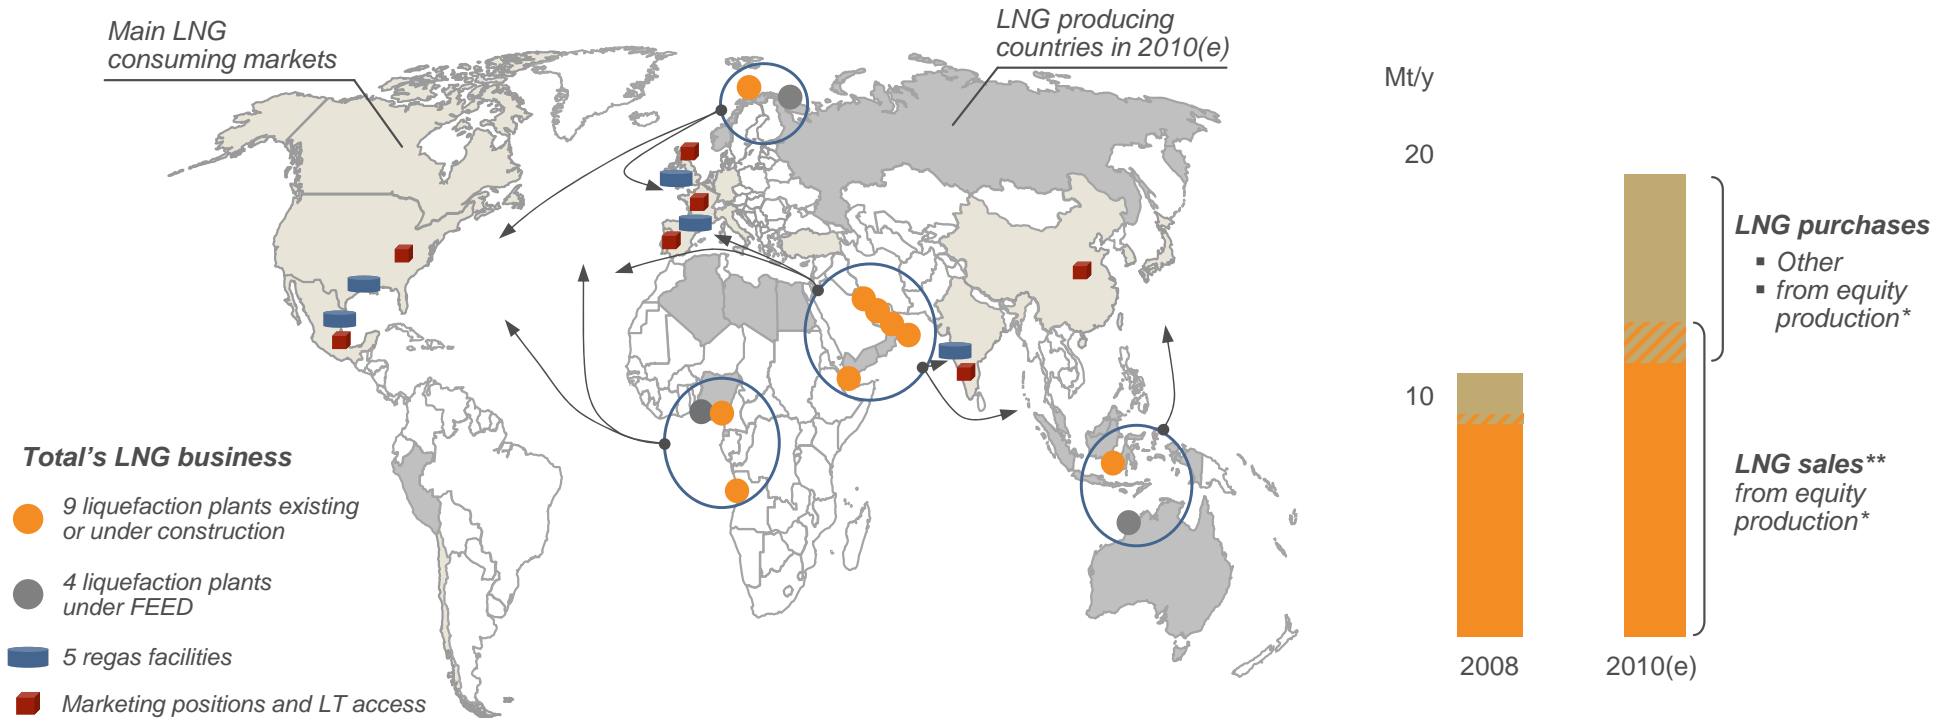 Main LNG
consuming markets
LNG producing
countries in 2010(e)
Total's LNG business
9 liquefaction plants existing
or under construction
4 liquefaction plants
under FEED
5 regas facilities
Marketing positions and LT access
Mt/y
20
10
2008
2010(e)
LNG purchases
▪ Other
▪ from equity
production*
LNG sales**
from equity
production*